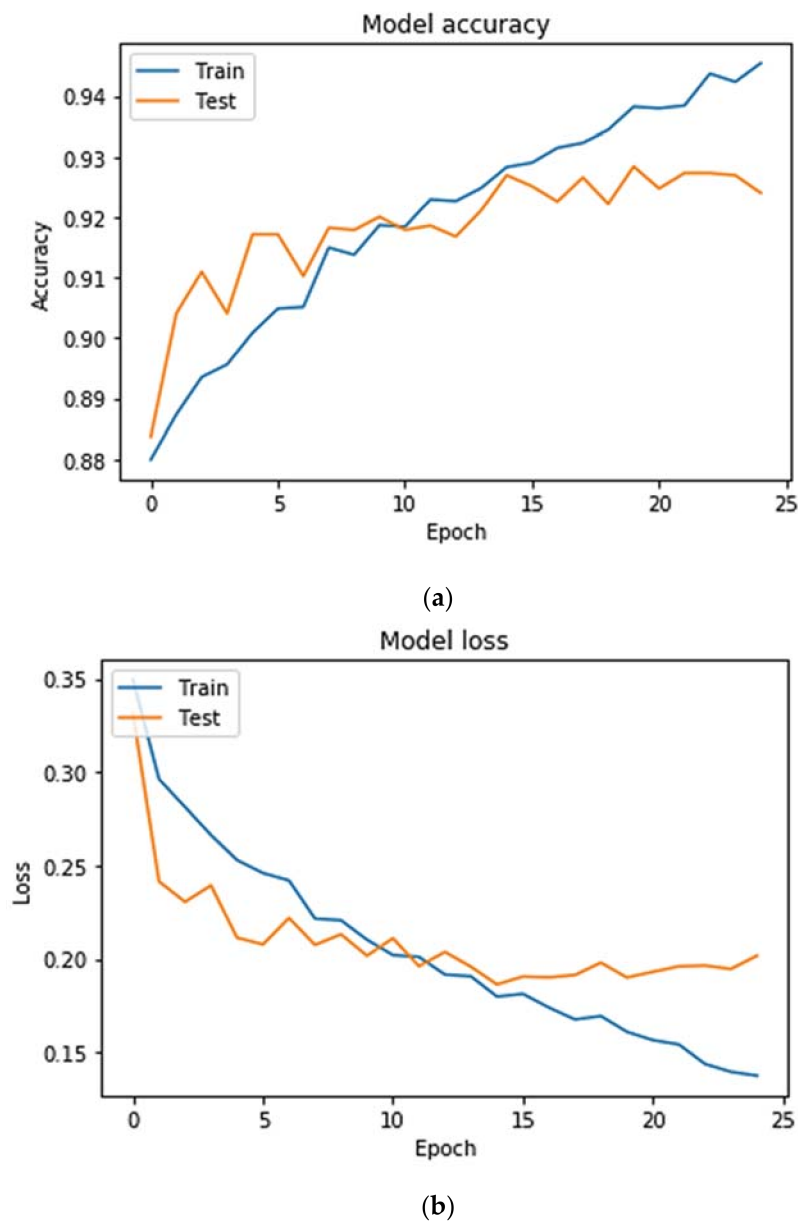 Model accuracy
Train
Test
0.94
0.93
0.92
0.91
0.90
0.89
0.88
Accuracy
0 5 10 15 20 25
Epoch
(a)
Model loss
Train
Test
0.35
0.30
0.25
0.20
0.15
Loss
0 5 10 15 20 25
Epoch
(b)